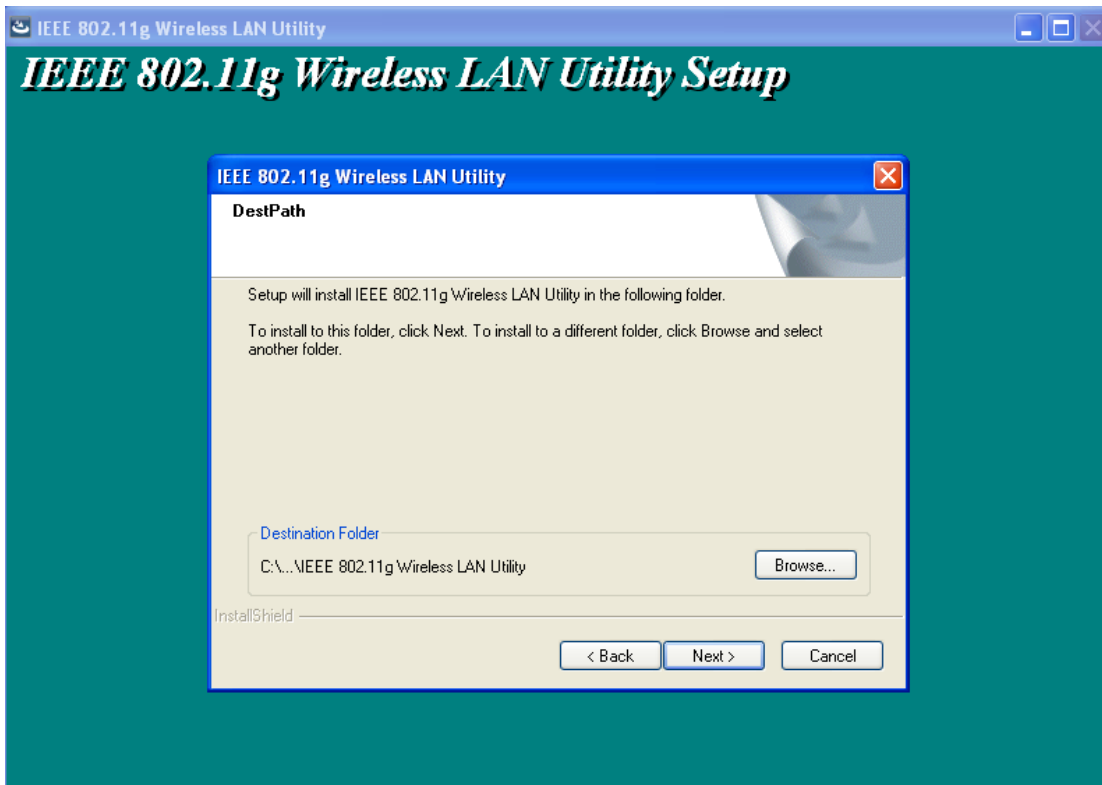 IEEE 802.11g Wireless LAN Utility
IEEE 802.11g Wireless LAN Utility Setup
IEEE 802.11g Wireless LAN Utility
DestPath
Setup will install IEEE 802.11g Wireless LAN Utility in the following folder.
To install to this folder, click Next. To install to a different folder, click Browse and select
another folder.
Destination Folder
C:\...\IEEE 802.11g Wireless LAN Utility
Browse...
InstallShield
< Back
Next >
Cancel